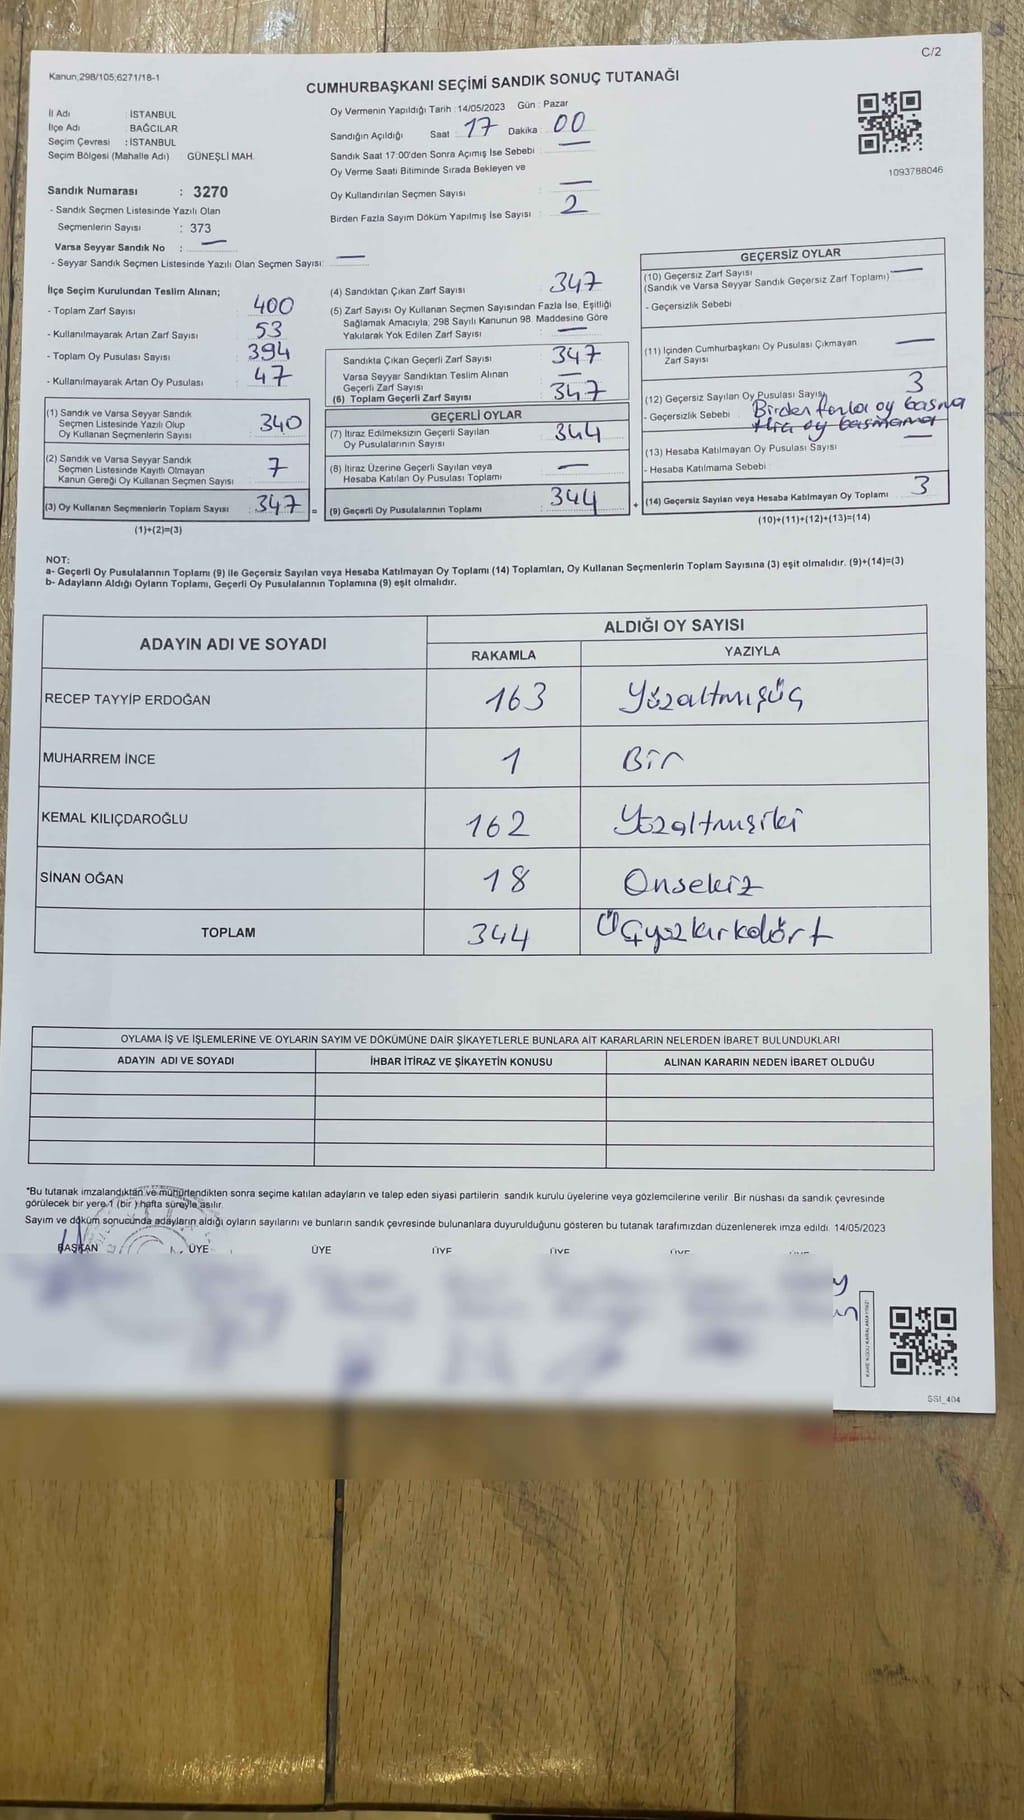 C/2
Kanun;298/105;6271/18-1
CUMHURBAŞKANI SEÇİMİ SANDIK SONUÇ TUTANAĞI
İl Adı : İSTANBUL
İlçe Adı : BAĞCILAR
Seçim Çevresi : İSTANBUL
Seçim Bölgesi (Mahalle Adı) GÜNEŞLİ MAH.
Sandık Numarası : 3270
- Sandık Seçmen Listesinde Yazılı Olan
Seçmenlerin Sayısı : 373
Varsa Seyyar Sandık No : —
- Seyyar Sandık Seçmen Listesinde Yazılı Olan Seçmen Sayısı: —
Oy Vermenin Yapıldığı Tarih : 14/05/2023 Gün : Pazar
Sandığın Açıldığı Saat : 17 Dakika : 00
Sandık Saat 17:00'den Sonra Açımış İse Sebebi : —
Oy Verme Saati Bitiminde Sırada Bekleyen ve
Oy Kullandırılan Seçmen Sayısı : —
Birden Fazla Sayım Döküm Yapılmış İse Sayısı : 2
1093788046
İlçe Seçim Kurulundan Teslim Alınan;
- Toplam Zarf Sayısı : 400
- Kullanılmayarak Artan Zarf Sayısı : 53
- Toplam Oy Pusulası Sayısı : 394
- Kullanılmayarak Artan Oy Pusulası : 47
(1) Sandık ve Varsa Seyyar Sandık
Seçmen Listesinde Yazılı Olup
Oy Kullanan Seçmenlerin Sayısı : 340
(2) Sandık ve Varsa Seyyar Sandık
Seçmen Listesinde Kayıtlı Olmayan
Kanun Gereği Oy Kullanan Seçmen Sayısı : 7
(3) Oy Kullanan Seçmenlerin Toplam Sayısı : 347 =
(1)+(2)=(3)
(4) Sandıktan Çıkan Zarf Sayısı : 347
(5) Zarf Sayısı Oy Kullanan Seçmen Sayısından Fazla İse, Eşitliği
Sağlamak Amacıyla; 298 Sayılı Kanunun 98. Maddesine Göre
Yakılarak Yok Edilen Zarf Sayısı : —
Sandıkta Çıkan Geçerli Zarf Sayısı : 347
Varsa Seyyar Sandıktan Teslim Alınan
Geçerli Zarf Sayısı : —
(6) Toplam Geçerli Zarf Sayısı : 347
GEÇERLİ OYLAR
(7) İtiraz Edilmeksizin Geçerli Sayılan
Oy Pusulalarının Sayısı : 344
(8) İtiraz Üzerine Geçerli Sayılan veya
Hesaba Katılan Oy Pusulası Toplamı : —
(9) Geçerli Oy Pusulalarının Toplamı : 344 +
GEÇERSİZ OYLAR
(10) Geçersiz Zarf Sayısı
(Sandık ve Varsa Seyyar Sandık Geçersiz Zarf Toplamı) —
- Geçersizlik Sebebi
(11) İçinden Cumhurbaşkanı Oy Pusulası Çıkmayan
Zarf Sayısı —
(12) Geçersiz Sayılan Oy Pusulası Sayısı 3
- Geçersizlik Sebebi Birden fazla oy basma
Hiç oy basmama
(13) Hesaba Katılmayan Oy Pusulası Sayısı —
- Hesaba Katılmama Sebebi
(14) Geçersiz Sayılan veya Hesaba Katılmayan Oy Toplamı 3
(10)+(11)+(12)+(13)=(14)
NOT:
a- Geçerli Oy Pusulalarının Toplamı (9) ile Geçersiz Sayılan veya Hesaba Katılmayan Oy Toplamı (14) Toplamları, Oy Kullanan Seçmenlerin Toplam Sayısına (3) eşit olmalıdır. (9)+(14)=(3)
b- Adayların Aldığı Oyların Toplamı, Geçerli Oy Pusulalarının Toplamına (9) eşit olmalıdır.
ADAYIN ADI VE SOYADI
ALDIĞI OY SAYISI
RAKAMLA YAZIYLA
RECEP TAYYİP ERDOĞAN 163 Yüzaltmışüç
MUHARREM İNCE 1 Bir
KEMAL KILIÇDAROĞLU 162 Yüzaltmışiki
SİNAN OĞAN 18 Onsekiz
TOPLAM 344 Üçyüzkırkdört
OYLAMA İŞ VE İŞLEMLERİNE VE OYLARIN SAYIM VE DÖKÜMÜNE DAİR ŞİKAYETLERLE BUNLARA AİT KARARLARIN NELERDEN İBARET BULUNDUKLARI
ADAYIN ADI VE SOYADI İHBAR İTİRAZ VE ŞİKAYETİN KONUSU ALINAN KARARIN NEDEN İBARET OLDUĞU
*Bu tutanak imzalandıktan ve mühürlendikten sonra seçime katılan adayların ve talep eden siyasi partilerin sandık kurulu üyelerine veya gözlemcilerine verilir. Bir nüshası da sandık çevresinde
görülecek bir yere 1 (bir) hafta süreyle asılır.
Sayım ve döküm sonucunda adayların aldığı oyların sayılarını ve bunların sandık çevresinde bulunanlara duyurulduğunu gösteren bu tutanak tarafımızdan düzenlenerek imza edildi. 14/05/2023
BAŞKAN ÜYE ÜYE ÜYE ÜYE ÜYE
SSI_404